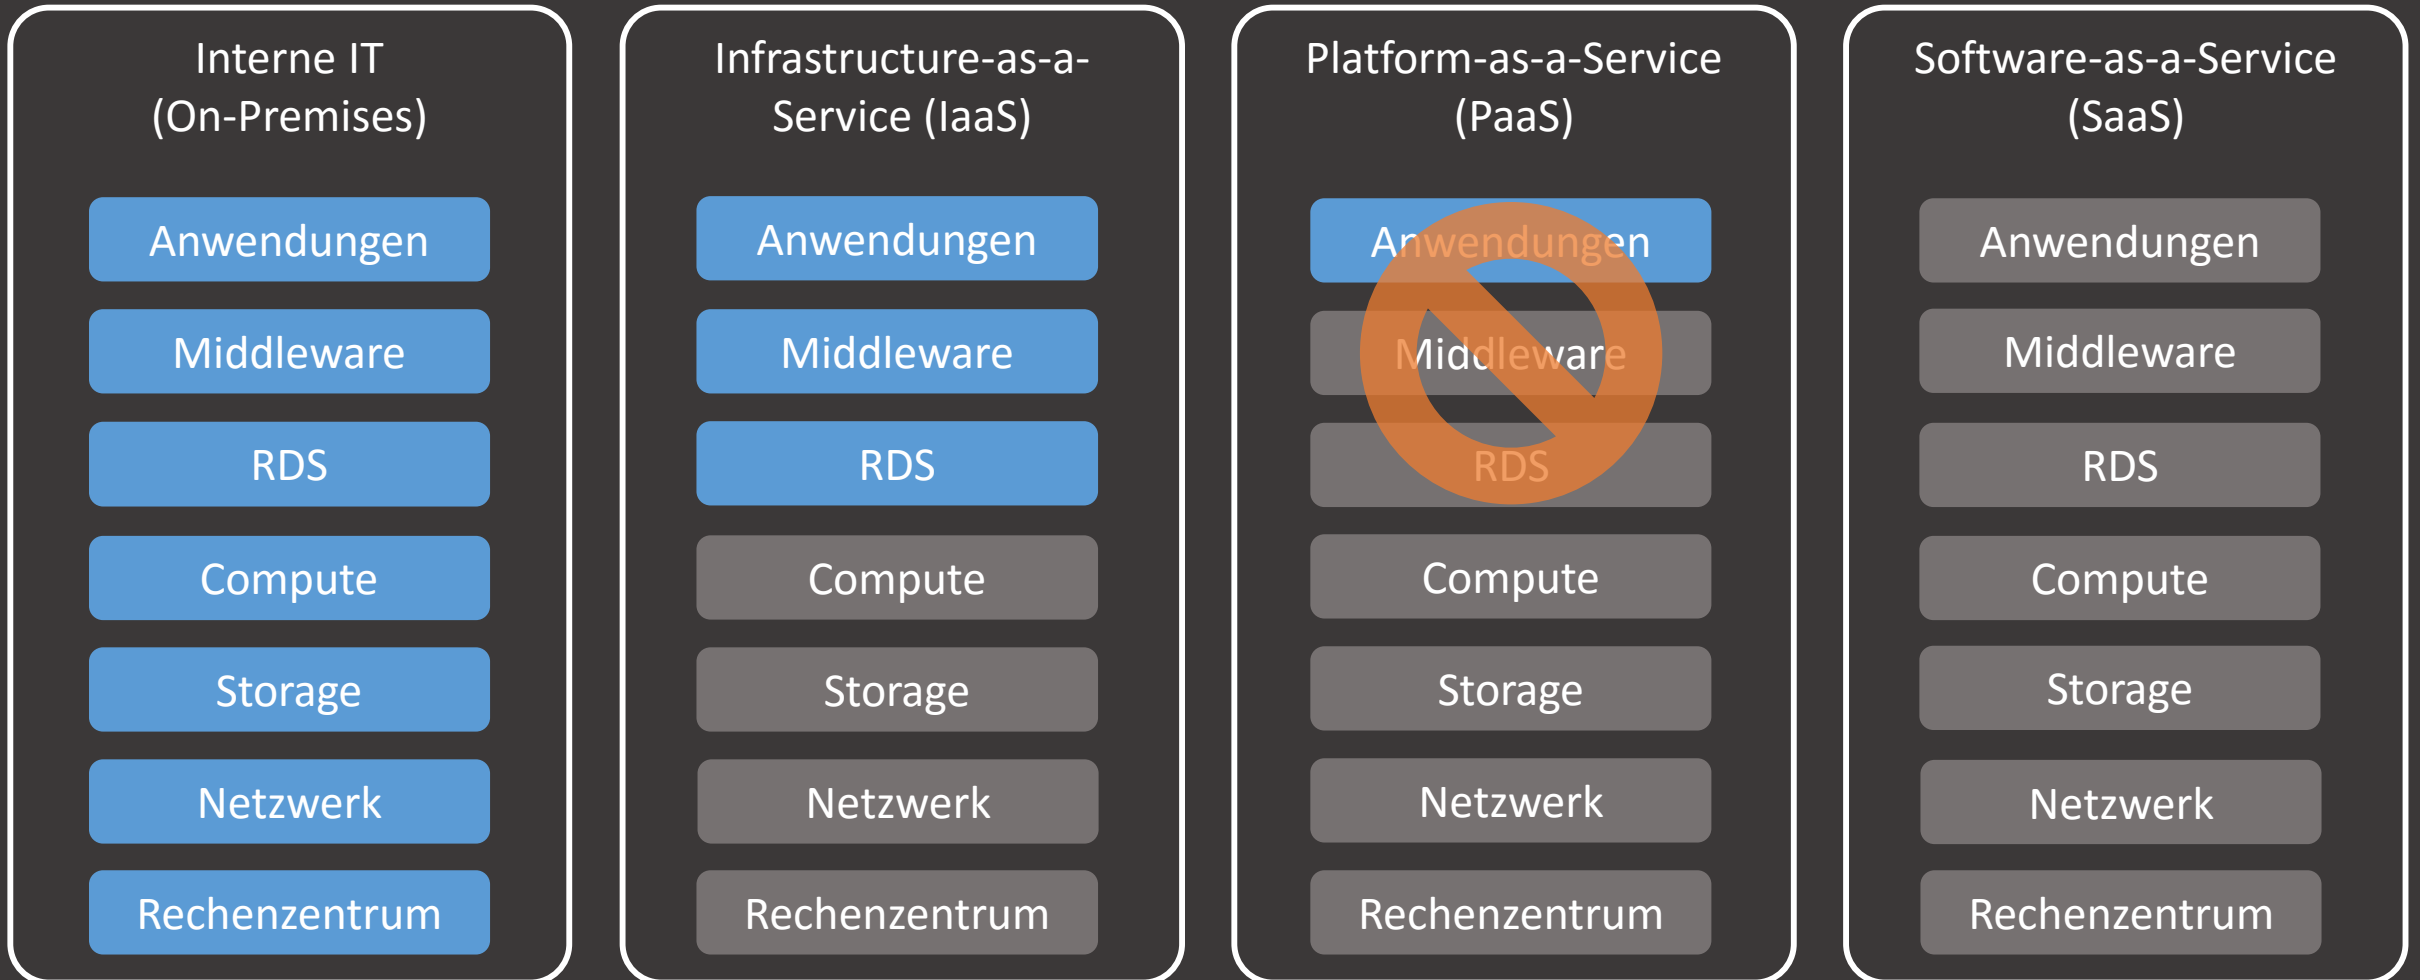 Interne IT
(On-Premises)
Anwendungen
Middleware
RDS
Compute
Storage
Netzwerk
Rechenzentrum
Infrastructure-as-a-
Service (IaaS)
Anwendungen
Middleware
RDS
Compute
Storage
Netzwerk
Rechenzentrum
Platform-as-a-Service
(PaaS)
Anwendungen
Middleware
RDS
Compute
Storage
Netzwerk
Rechenzentrum
Software-as-a-Service
(SaaS)
Anwendungen
Middleware
RDS
Compute
Storage
Netzwerk
Rechenzentrum